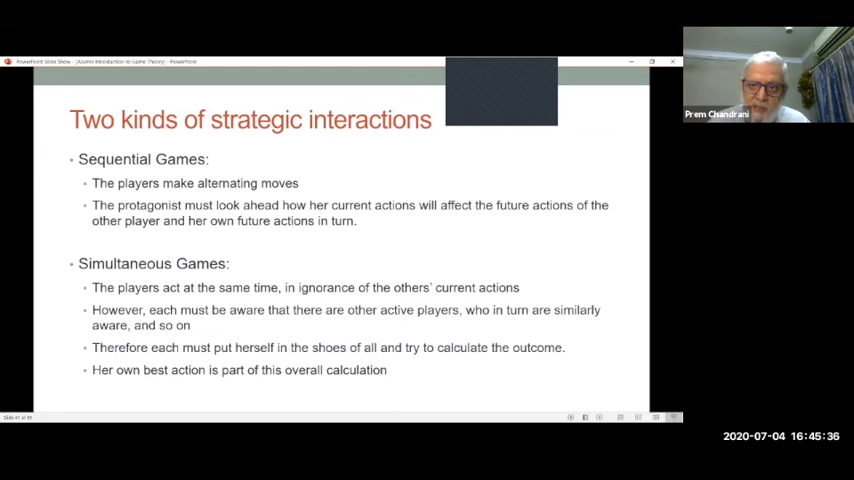 PowerPoint Slide Show - [Alumni Introduction to Game Theory] - PowerPoint
Two kinds of strategic interactions
Prem Chandrani
• Sequential Games:
• The players make alternating moves
• The protagonist must look ahead how her current actions will affect the future actions of the
other player and her own future actions in turn.
• Simultaneous Games:
• The players act at the same time, in ignorance of the others' current actions
• However, each must be aware that there are other active players, who in turn are similarly
aware, and so on
• Therefore each must put herself in the shoes of all and try to calculate the outcome.
• Her own best action is part of this overall calculation
2020-07-04 16:45:36